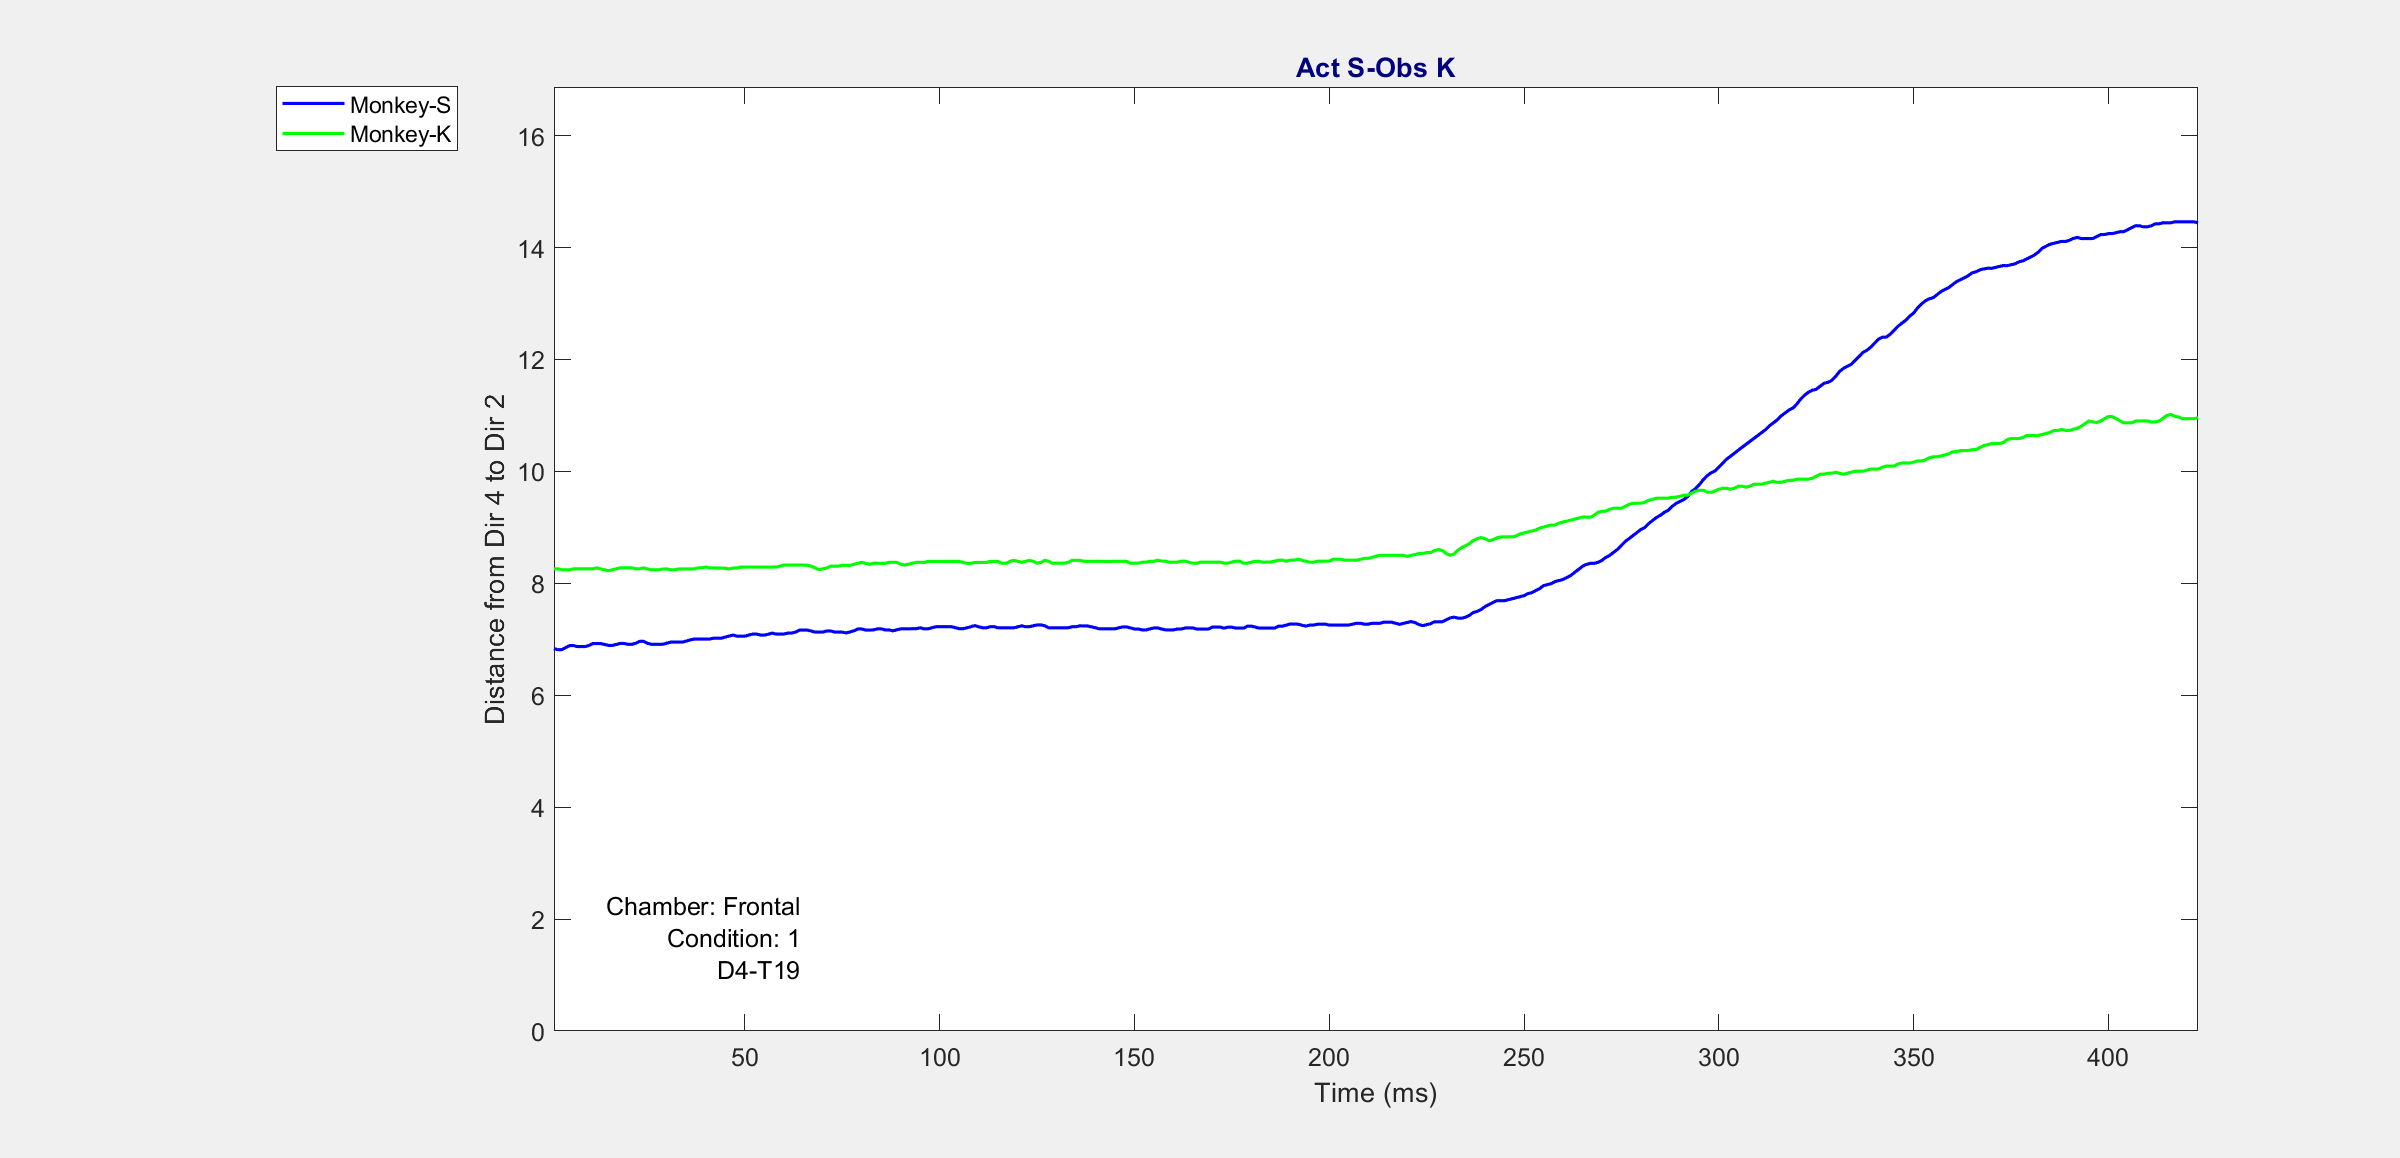 Act S-Obs K
Monkey-S
Monkey-K
Distance from Dir 4 to Dir 2
16
14
12
10
8
6
4
2
0
Chamber: Frontal
Condition: 1
D4-T19
50 100 150 200 250 300 350 400
Time (ms)